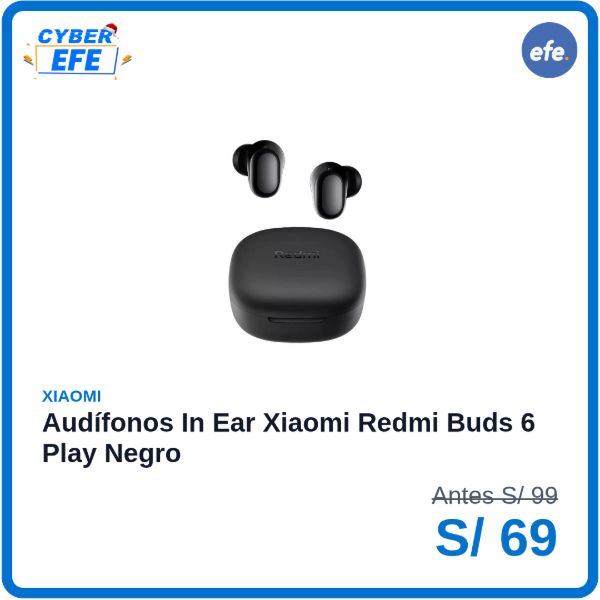 CYBER
EFE
efe.
Redmi
XIAOMI
Audífonos In Ear Xiaomi Redmi Buds 6
Play Negro
Antes S/ 99
S/ 69